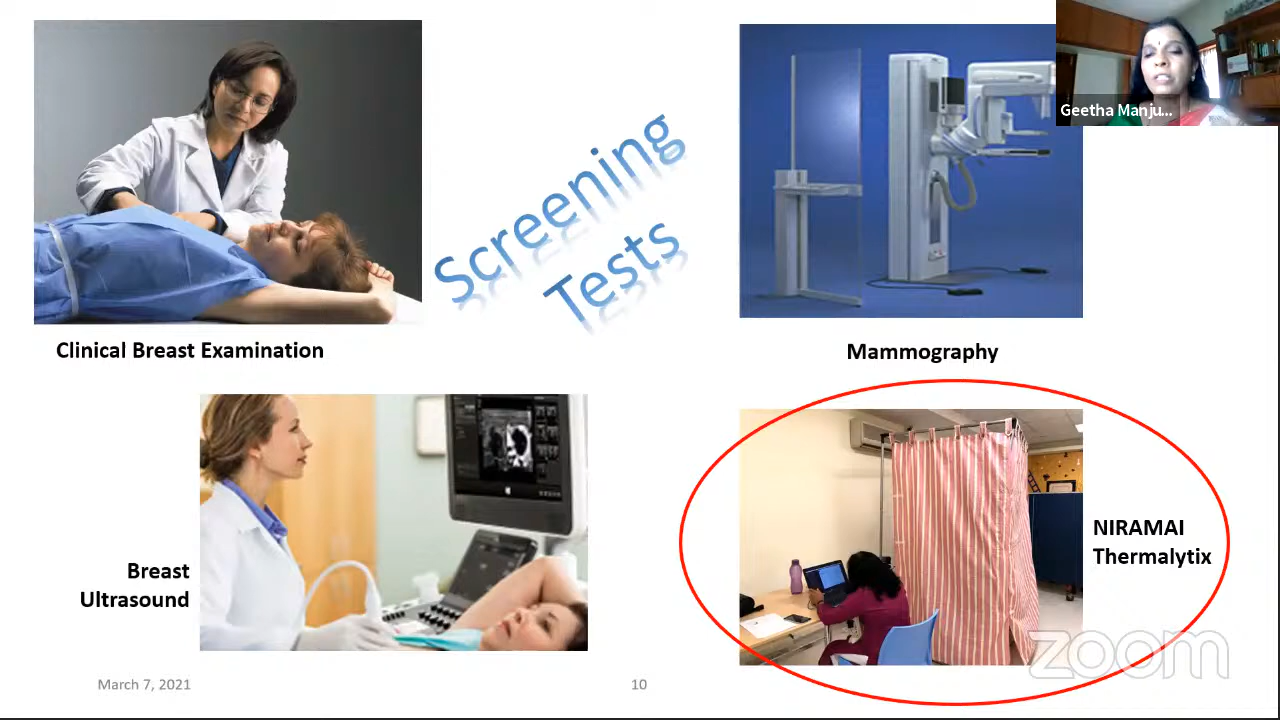 Geetha Manju...
Screening
Tests
Clinical Breast Examination
Mammography
Breast
Ultrasound
NIRAMAI
Thermalytix
zoom
March 7, 2021
10